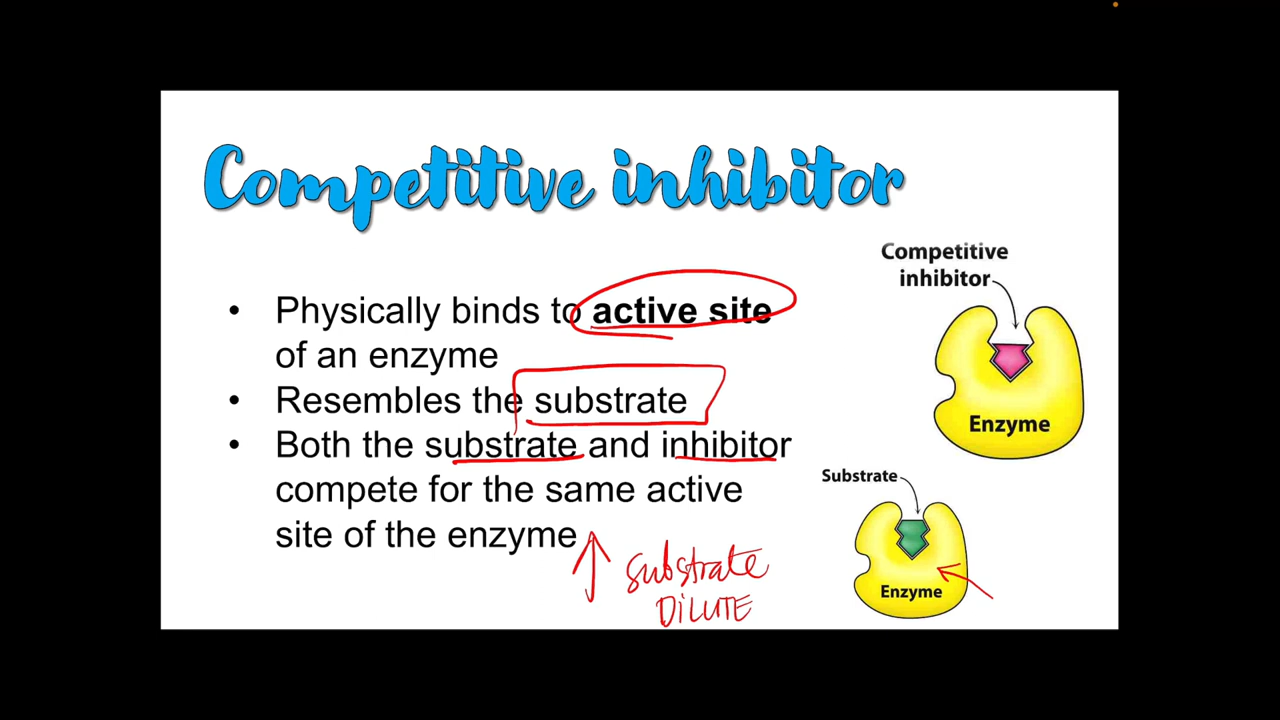 Competitive inhibitor
• Physically binds to active site
of an enzyme
• Resembles the substrate
• Both the substrate and inhibitor
compete for the same active
site of the enzyme
↑ substrate
DILUTE
Competitive
inhibitor
Enzyme
Substrate
Enzyme